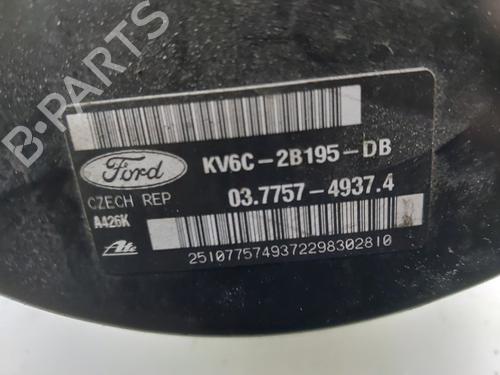 B-PARTS
Ford
KV6C-2B195-DB
CZECH REP
03.7757-4937.4
A426K
Ate
2510775749372298302810